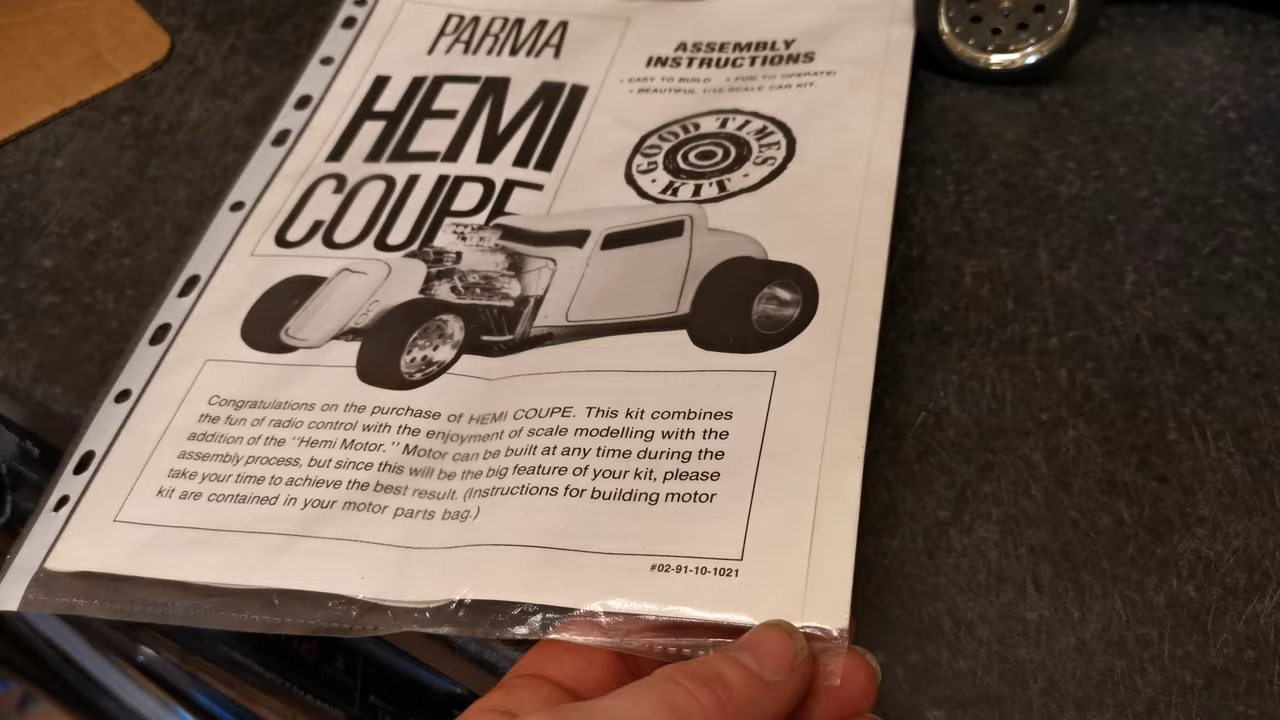 PARMA
HEMI
COUPE
ASSEMBLY
INSTRUCTIONS
• EASY TO BUILD • FUN TO OPERATE!
• BEAUTIFUL 1/10 SCALE CAR KIT.
GOOD TIMES
• KIT •
Congratulations on the purchase of HEMI COUPE. This kit combines
the fun of radio control with the enjoyment of scale modelling with the
addition of the "Hemi Motor." Motor can be built at any time during the
assembly process, but since this will be the big feature of your kit, please
take your time to achieve the best result. (Instructions for building motor
kit are contained in your motor parts bag.)
#02-91-10-1021